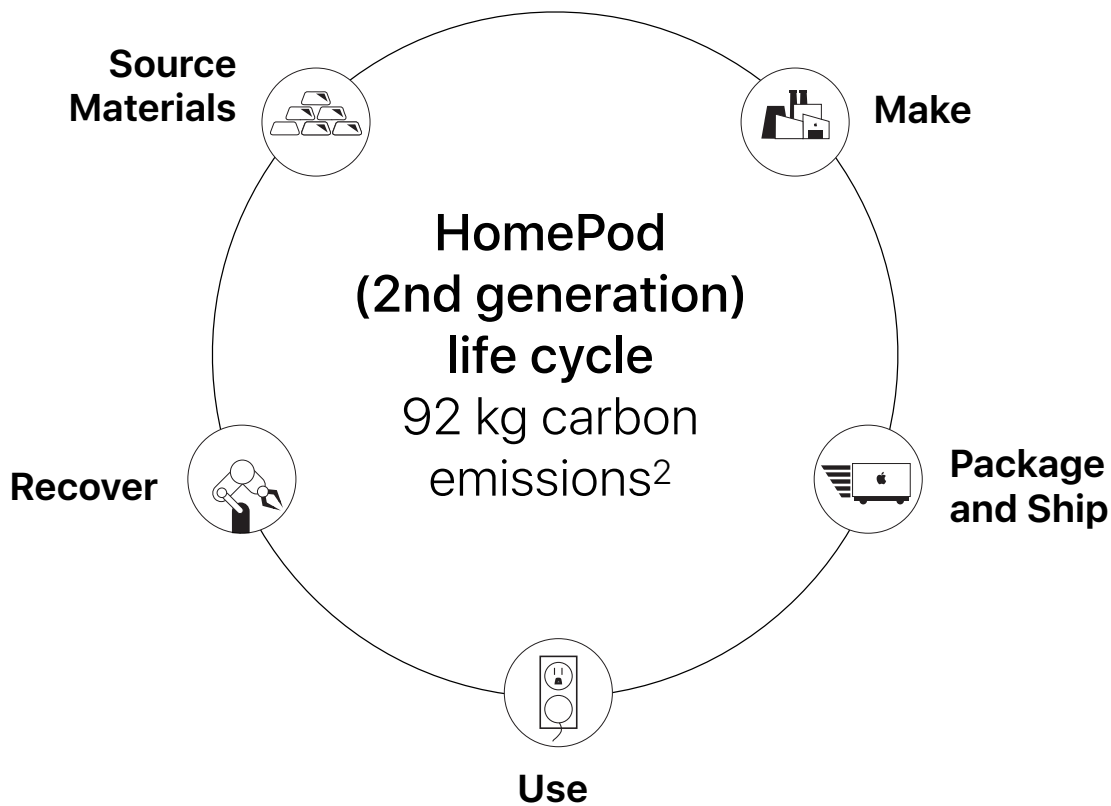 Source
Materials
Make
HomePod
(2nd generation)
life cycle
92 kg carbon
emissions²
Recover
Package
and Ship
Use